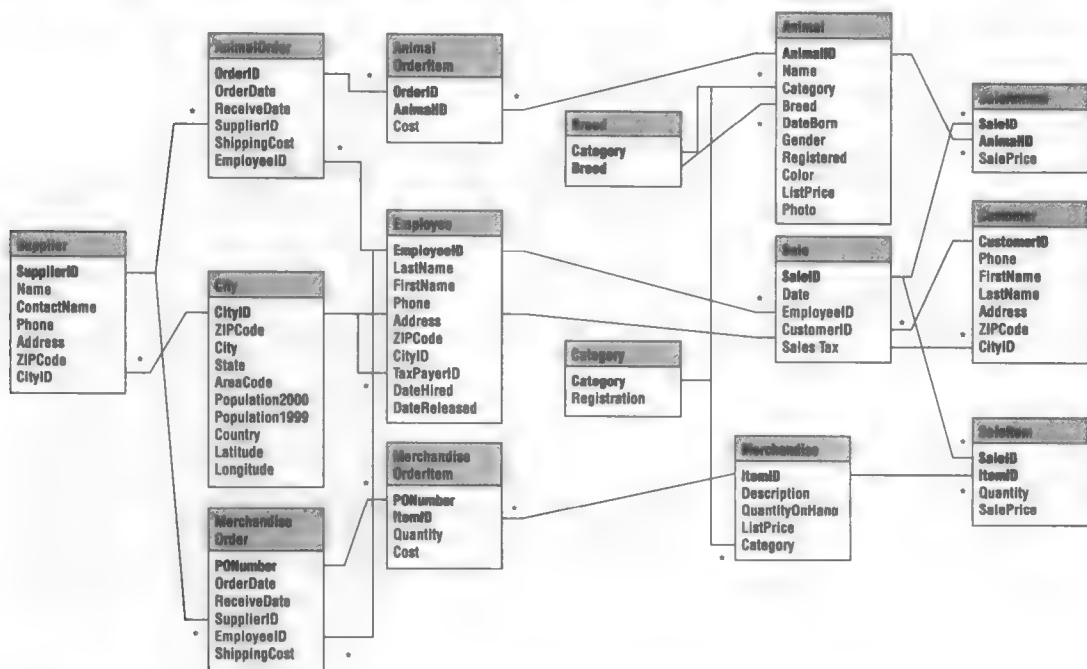 AnimalOrder
OrderID
OrderDate
ReceiveDate
SupplierID
ShippingCost
EmployeeID
Animal
OrderItem
OrderID
AnimalID
Cost
Animal
AnimalID
Name
Category
Breed
DateBorn
Gender
Registered
Color
ListPrice
Photo
Breed
Category
Breed
SaleAnimal
SaleID
AnimalID
SalePrice
Supplier
SupplierID
Name
ContactName
Phone
Address
ZIPCode
CityID
City
CityID
ZIPCode
City
State
AreaCode
Population2000
Population1999
Country
Latitude
Longitude
Employee
EmployeeID
LastName
FirstName
Phone
Address
ZIPCode
CityID
TaxPayerID
DateHired
DateReleased
Sale
SaleID
Date
EmployeeID
CustomerID
Sales Tax
Customer
CustomerID
Phone
FirstName
LastName
Address
ZIPCode
CityID
Category
Category
Registration
Merchandise
Order
PONumber
OrderDate
ReceiveDate
SupplierID
EmployeeID
ShippingCost
Merchandise
OrderItem
PONumber
ItemID
Quantity
Cost
Merchandise
ItemID
Description
QuantityOnHand
ListPrice
Category
SaleItem
SaleID
ItemID
Quantity
SalePrice